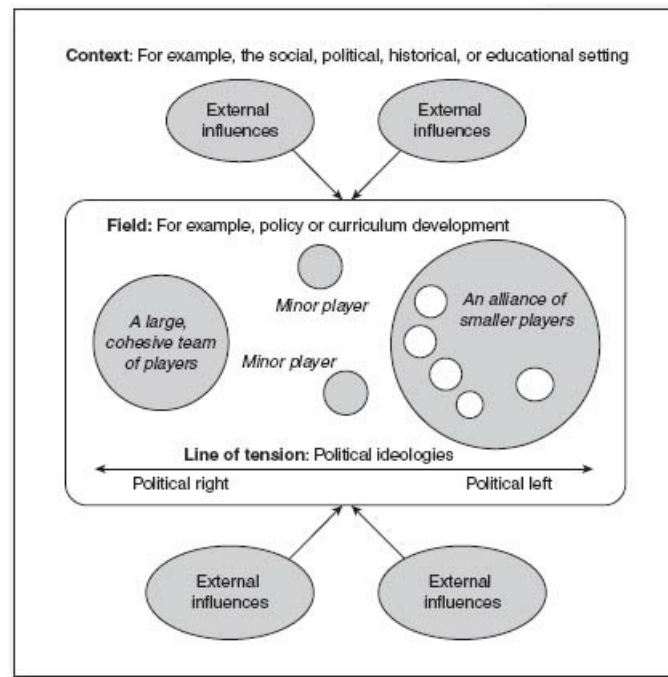 Context: For example, the social, political, historical, or educational setting
External
influences
External
influences
Field: For example, policy or curriculum development
Minor player
A large,
cohesive team
of players
An alliance of
smaller players
Minor player
Line of tension: Political ideologies
Political right
Political left
External
influences
External
influences